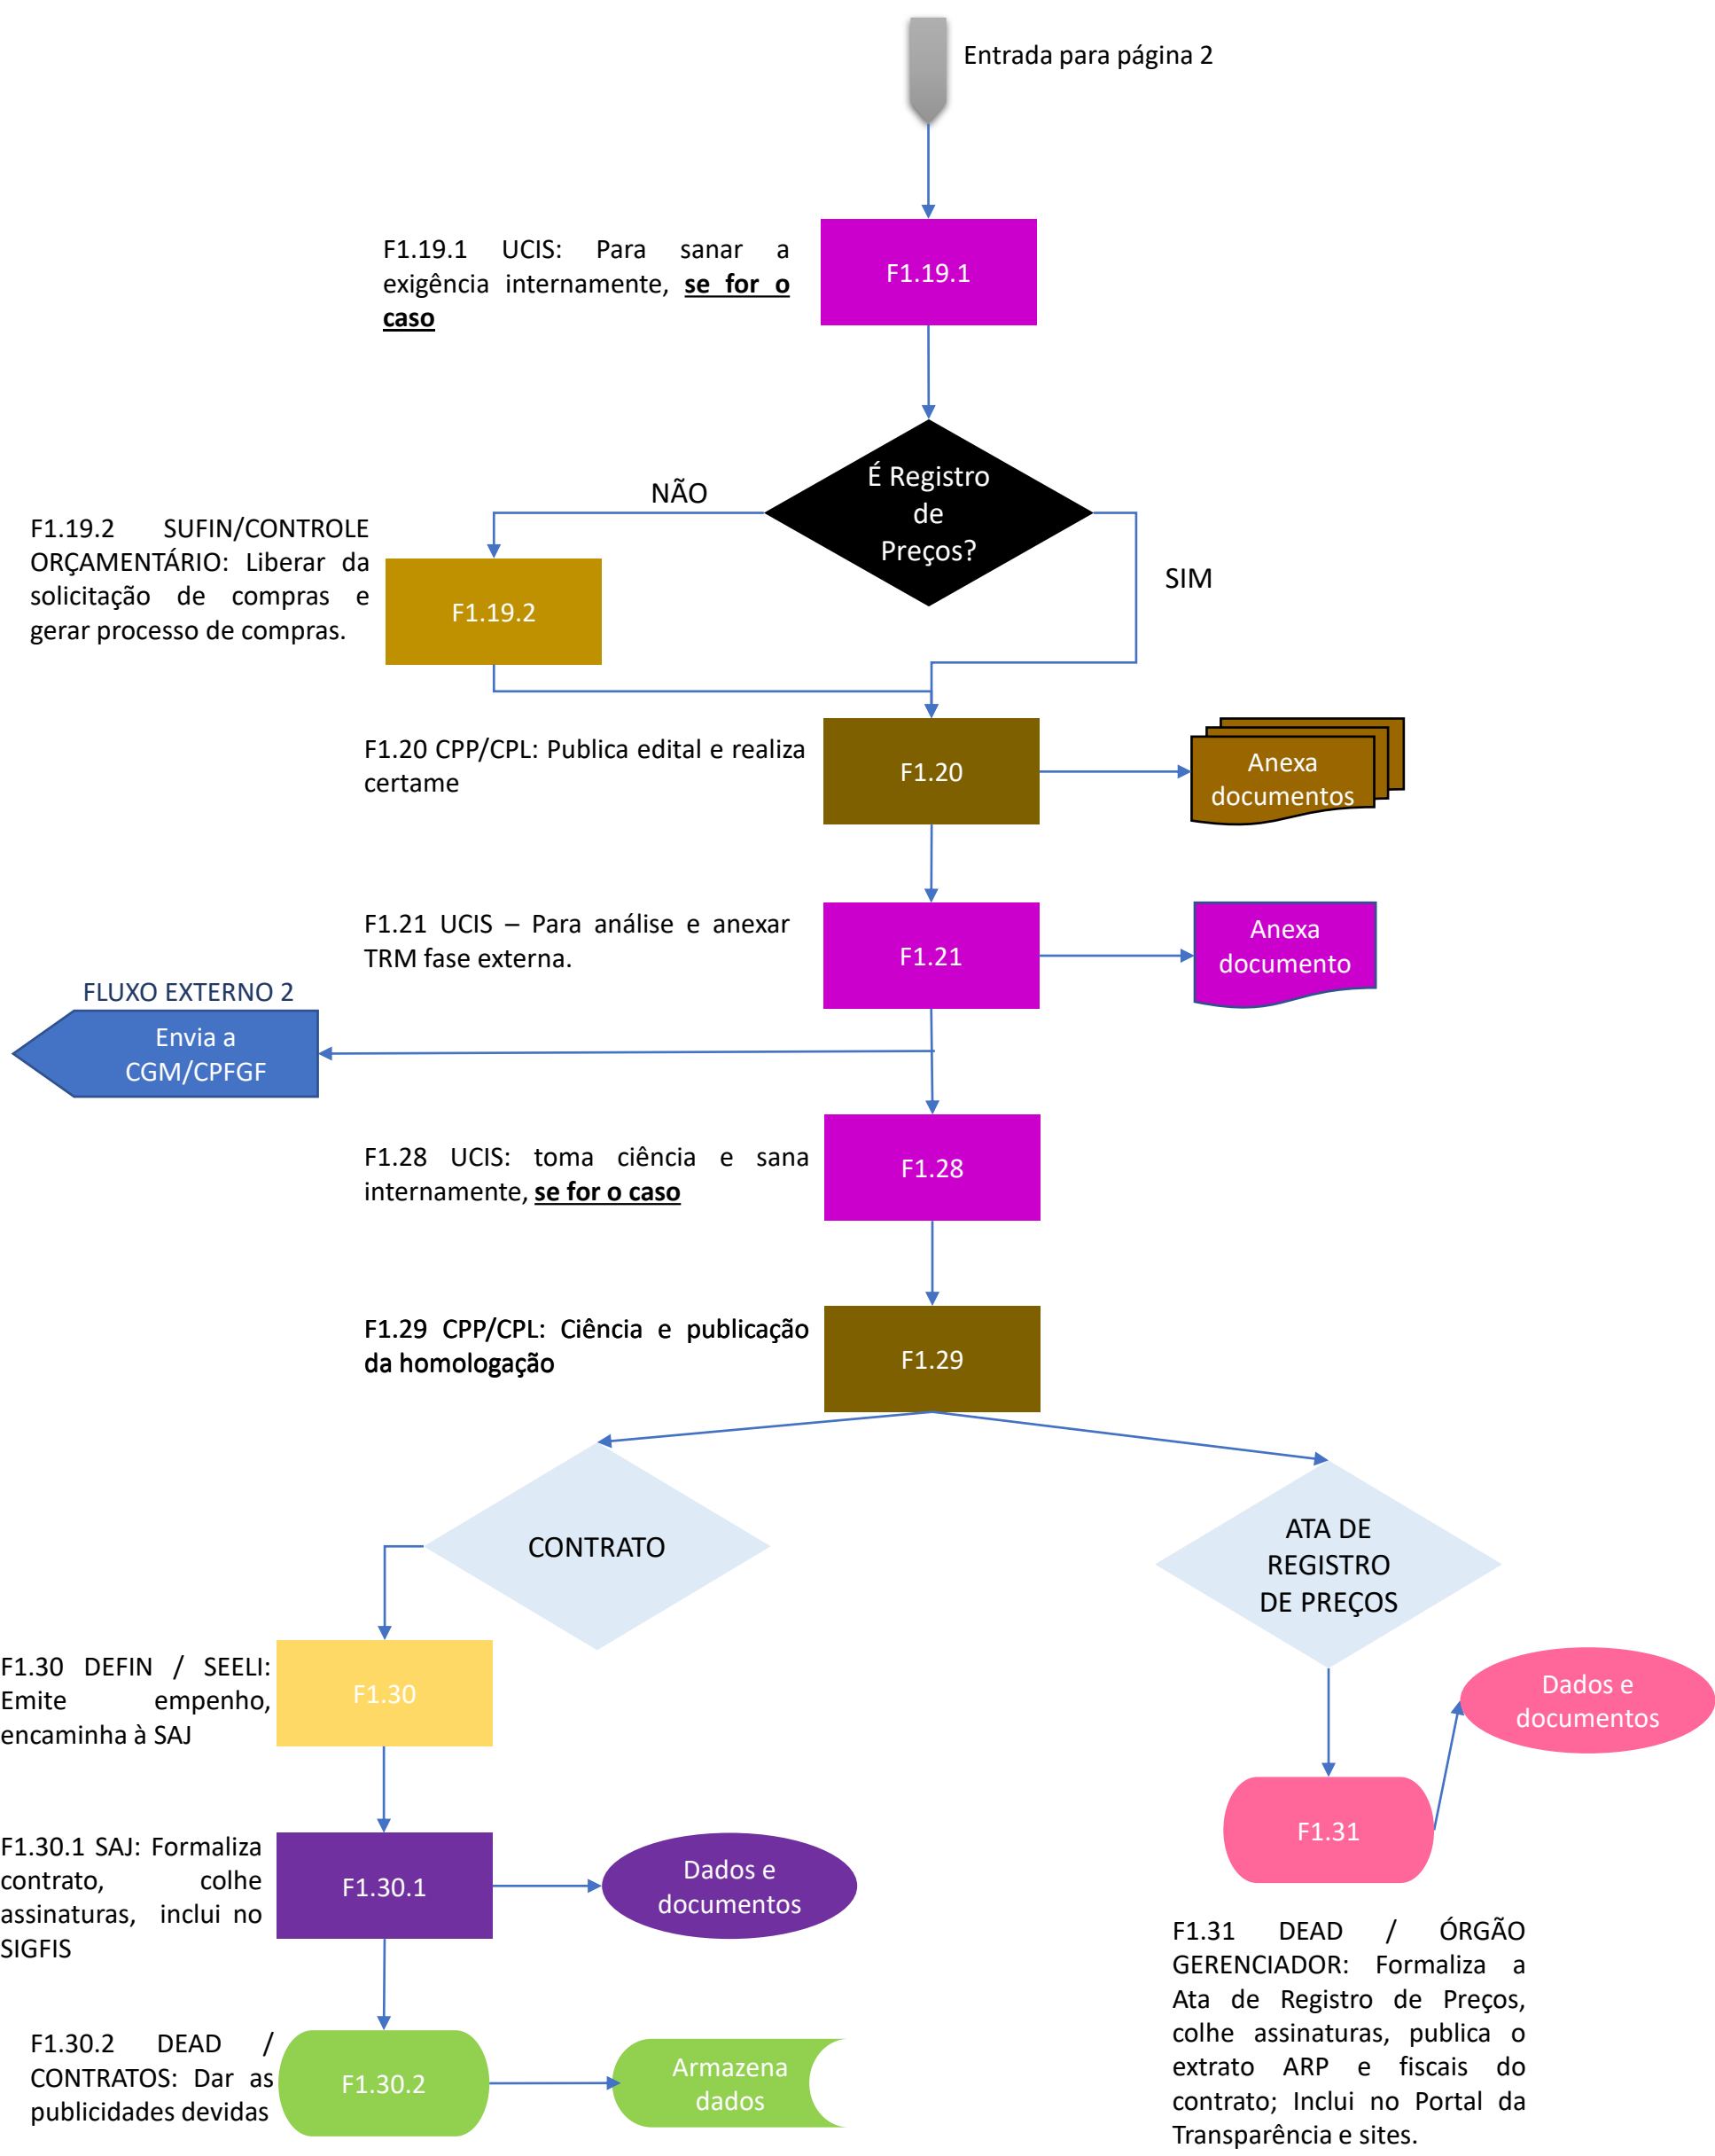 Entrada para página 2
F1.19.1 UCIS: Para sanar a
exigência internamente, se for o
caso
F1.19.1
É Registro
de
Preços?
NÃO
SIM
F1.19.2 SUFIN/CONTROLE
ORÇAMENTÁRIO: Liberar da
solicitação de compras e
gerar processo de compras.
F1.19.2
F1.20 CPP/CPL: Publica edital e realiza
certame
F1.20
Anexa
documentos
F1.21 UCIS – Para análise e anexar
TRM fase externa.
F1.21
Anexa
documento
FLUXO EXTERNO 2
Envia a
CGM/CPFGF
F1.28 UCIS: toma ciência e sana
internamente, se for o caso
F1.28
F1.29 CPP/CPL: Ciência e publicação
da homologação
F1.29
CONTRATO
ATA DE
REGISTRO
DE PREÇOS
F1.30 DEFIN / SEELI:
Emite empenho,
encaminha à SAJ
F1.30
Dados e
documentos
F1.31
F1.30.1 SAJ: Formaliza
contrato, colhe
assinaturas, inclui no
SIGFIS
F1.30.1
Dados e
documentos
F1.31 DEAD / ÓRGÃO
GERENCIADOR: Formaliza a
Ata de Registro de Preços,
colhe assinaturas, publica o
extrato ARP e fiscais do
contrato; Inclui no Portal da
Transparência e sites.
F1.30.2 DEAD /
CONTRATOS: Dar as
publicidades devidas
F1.30.2
Armazena
dados